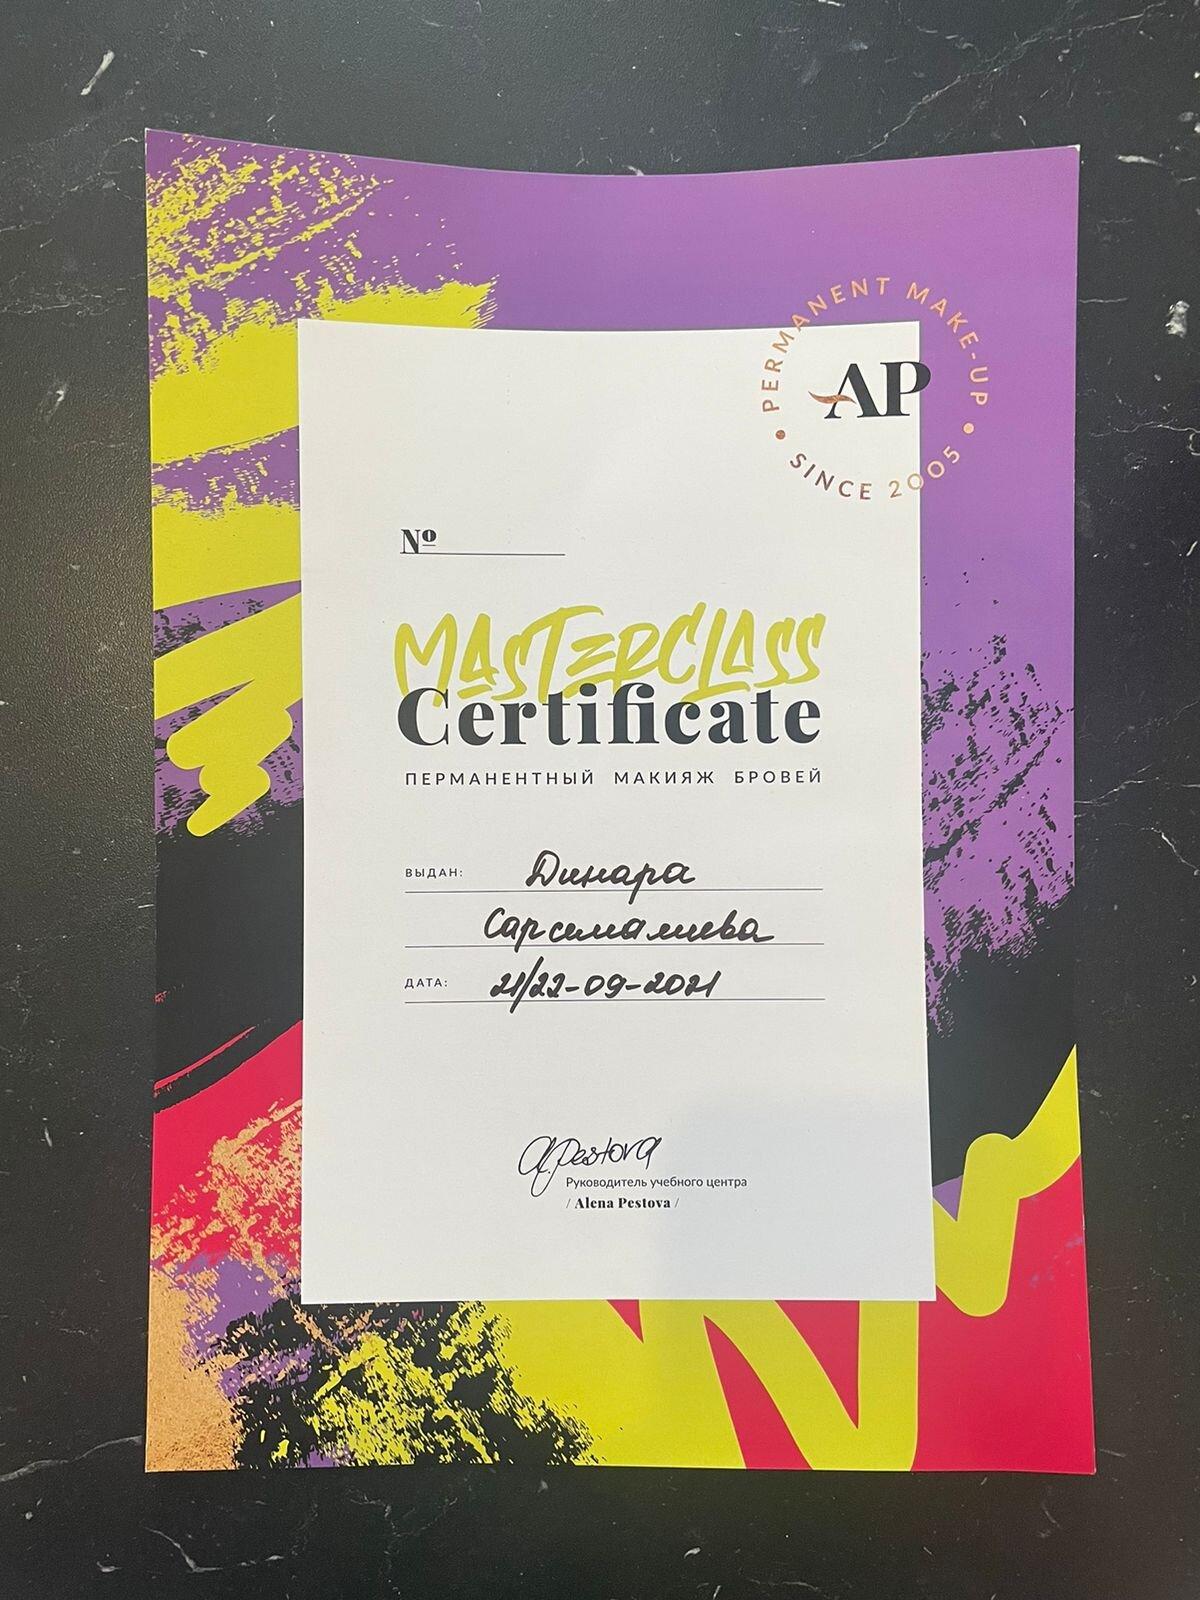 PERMANENT MAKE-UP
AP
SINCE 2005
№
MASTERCLASS
Certificate
ПЕРМАНЕНТНЫЙ МАКИЯЖ БРОВЕЙ
ВЫДАН: Динара
Сарсемалиева
ДАТА: 21/22-09-2021
A.Pestova
Руководитель учебного центра
/ Alena Pestova /